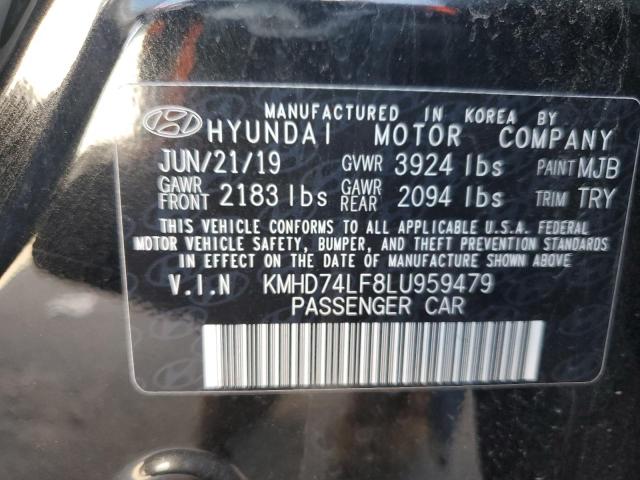 MANUFACTURED IN KOREA BY
HYUNDAI MOTOR COMPANY
JUN/21/19 GVWR 3924 lbs PAINT MJB
GAWR FRONT 2183 lbs GAWR REAR 2094 lbs TRIM TRY
THIS VEHICLE CONFORMS TO ALL APPLICABLE U.S.A. FEDERAL
MOTOR VEHICLE SAFETY, BUMPER, AND THEFT PREVENTION STANDARDS
IN EFFECT ON THE DATE OF MANUFACTURE SHOWN ABOVE.
V.I.N KMHD74LF8LU959479
PASSENGER CAR